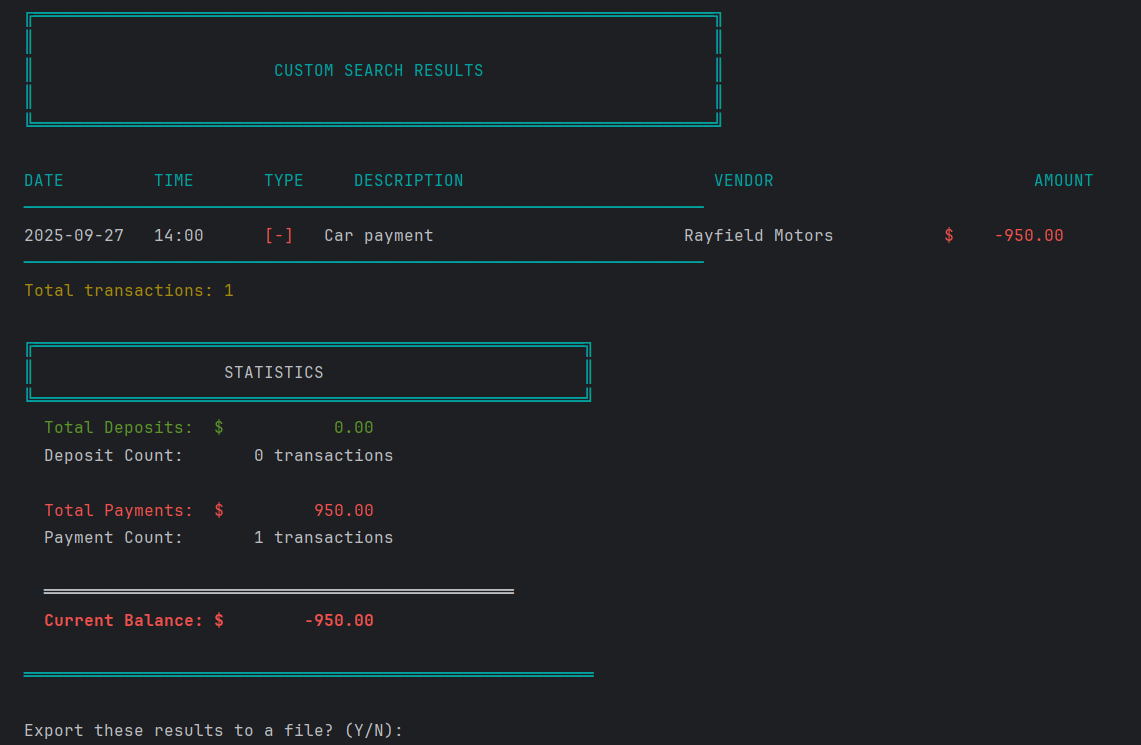 CUSTOM SEARCH RESULTS
DATE TIME TYPE DESCRIPTION VENDOR AMOUNT
2025-09-27 14:00 [-] Car payment Rayfield Motors $ -950.00
Total transactions: 1
STATISTICS
Total Deposits: $ 0.00
Deposit Count: 0 transactions
Total Payments: $ 950.00
Payment Count: 1 transactions
Current Balance: $ -950.00
Export these results to a file? (Y/N):